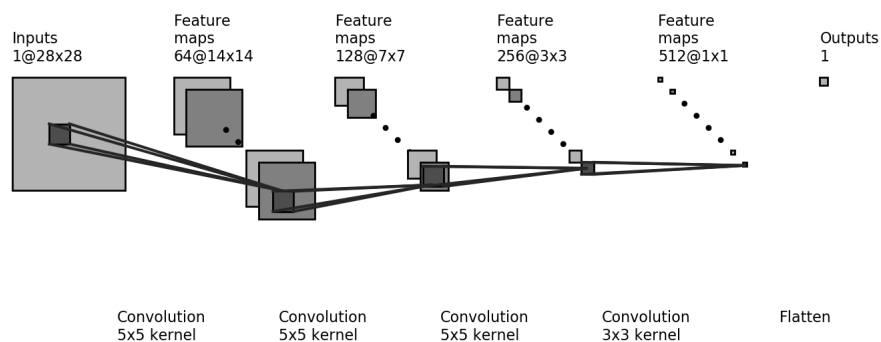 Inputs
1@28x28
Feature
maps
64@14x14
Feature
maps
128@7x7
Feature
maps
256@3x3
Feature
maps
512@1x1
Outputs
1
Convolution
5x5 kernel
Convolution
5x5 kernel
Convolution
5x5 kernel
Convolution
3x3 kernel
Flatten